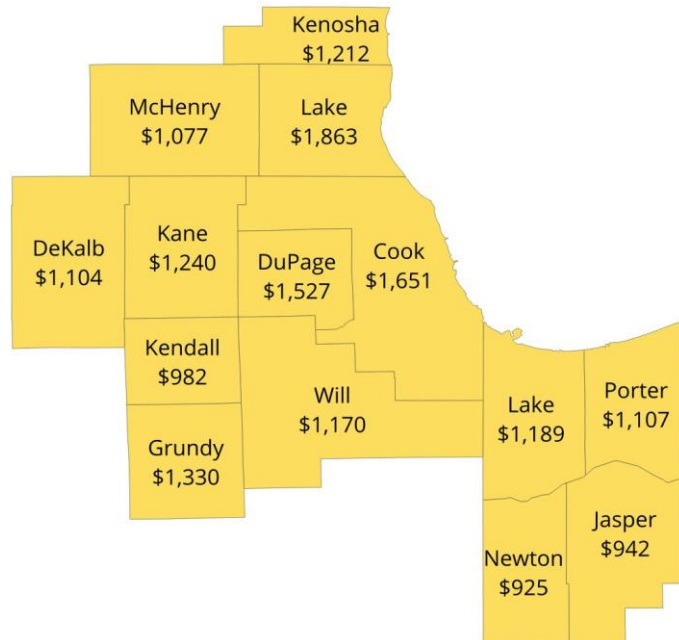 Kenosha
$1,212
McHenry
$1,077
Lake
$1,863
DeKalb
$1,104
Kane
$1,240
DuPage
$1,527
Cook
$1,651
Kendall
$982
Will
$1,170
Grundy
$1,330
Lake
$1,189
Porter
$1,107
Newton
$925
Jasper
$942